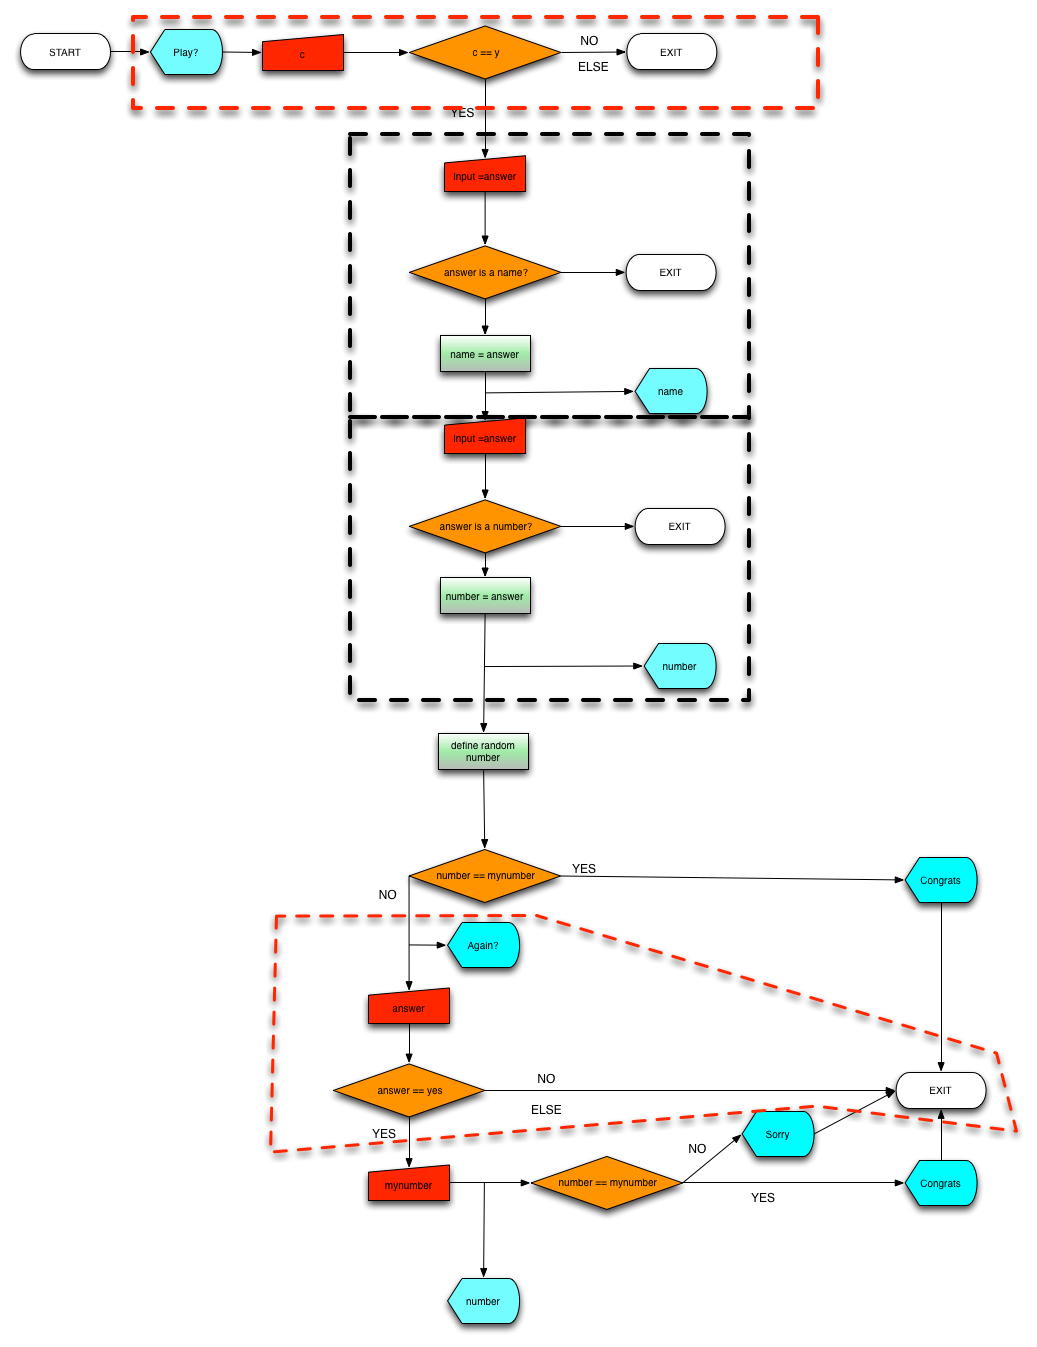 START
Play?
c
c == y
NO
ELSE
EXIT
YES
Input =answer
answer is a name?
EXIT
name = answer
name
Input =answer
answer is a number?
EXIT
number = answer
number
define random
number
number == mynumber
YES
Congrats
NO
Again?
answer
answer == yes
NO
ELSE
EXIT
YES
Sorry
NO
mynumber
number == mynumber
YES
Congrats
number